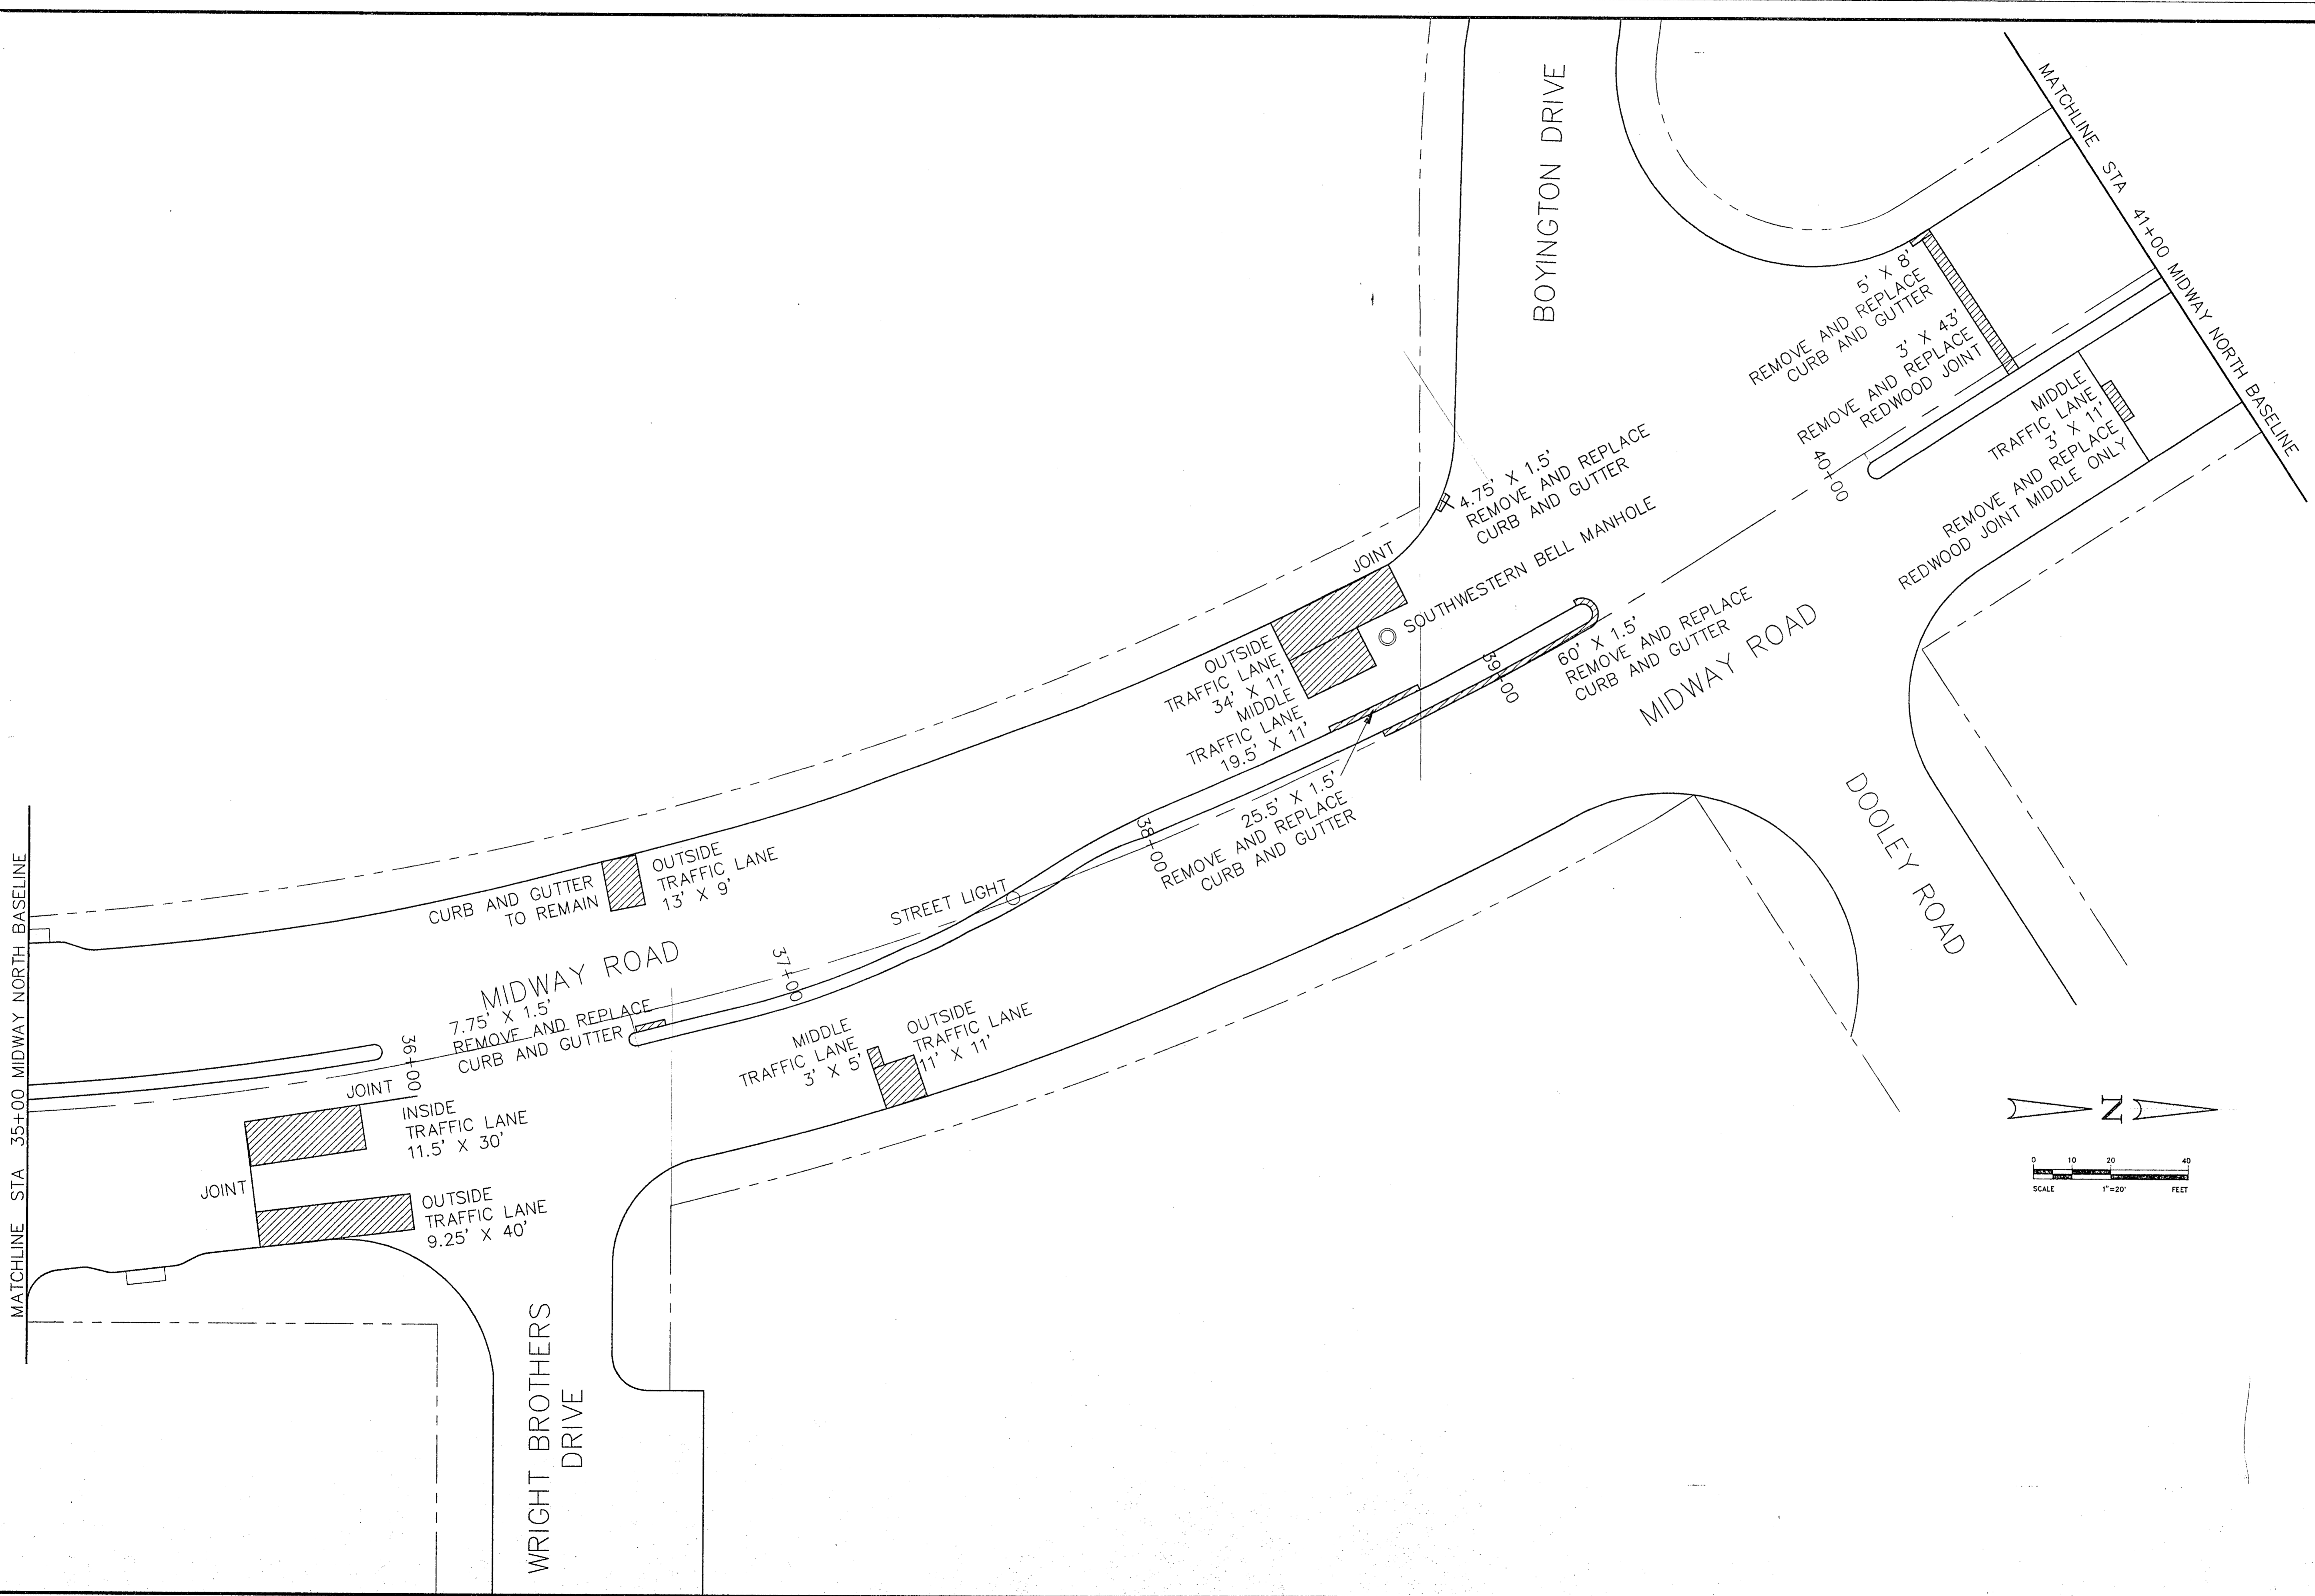 BOYINGTON DRIVE
MATCHLINE STA 41+00 MIDWAY NORTH BASELINE
5' X 8'
REMOVE AND REPLACE
CURB AND GUTTER
3' X 43'
REMOVE AND REPLACE
REDWOOD JOINT
MIDDLE
TRAFFIC LANE
3' X 11'
REMOVE AND REPLACE
REDWOOD JOINT MIDDLE ONLY
40+00
4.75' X 1.5'
REMOVE AND REPLACE
CURB AND GUTTER
JOINT
SOUTHWESTERN BELL MANHOLE
OUTSIDE
TRAFFIC LANE
34' X 11'
MIDDLE
TRAFFIC LANE
19.5' X 11'
39+00
60' X 1.5'
REMOVE AND REPLACE
CURB AND GUTTER
MIDWAY ROAD
25.5' X 1.5'
REMOVE AND REPLACE
CURB AND GUTTER
38+00
DOOLEY ROAD
CURB AND GUTTER
TO REMAIN
OUTSIDE
TRAFFIC LANE
13' X 9'
STREET LIGHT
MIDWAY ROAD
37+00
7.75' X 1.5'
REMOVE AND REPLACE
CURB AND GUTTER
36+00
MIDDLE
TRAFFIC LANE
3' X 5'
OUTSIDE
TRAFFIC LANE
11' X 11'
MATCHLINE STA 35+00 MIDWAY NORTH BASELINE
JOINT
INSIDE
TRAFFIC LANE
11.5' X 30'
JOINT
OUTSIDE
TRAFFIC LANE
9.25' X 40'
WRIGHT BROTHERS
DRIVE
N
0 10 20 40
SCALE 1"=20' FEET